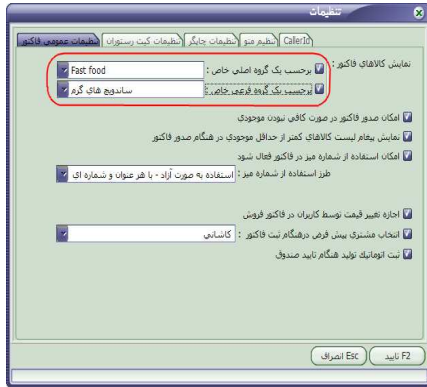 تنظیمات
تنظیمات عمومی فاکتور تنظیمات گیت رستوران تنظیمات چاپگر تنظیم منو CallerId
نمایش کالاهای فاکتور :
برحسب یک گروه اصلی خاص : Fast food
برحسب یک گروه فرعی خاص : ساندویچ های گرم
امکان صدور فاکتور در صورت کافی نبودن موجودی
نمایش پیغام لیست کالاهای کمتر از حداقل موجودی در هنگام صدور فاکتور
امکان استفاده از شماره میز در فاکتور فعال شود
طرز استفاده از شماره میز : استفاده به صورت آزاد - با هر عنوان و شماره ای
اجازه تغییر قیمت توسط کاربران در فاکتور فروش
انتخاب مشتری پیش فرض درهنگام ثبت فاکتور : کاشانی
ثبت اتوماتیک تولید هنگام تایید صندوق
F2 تایید Esc انصراف